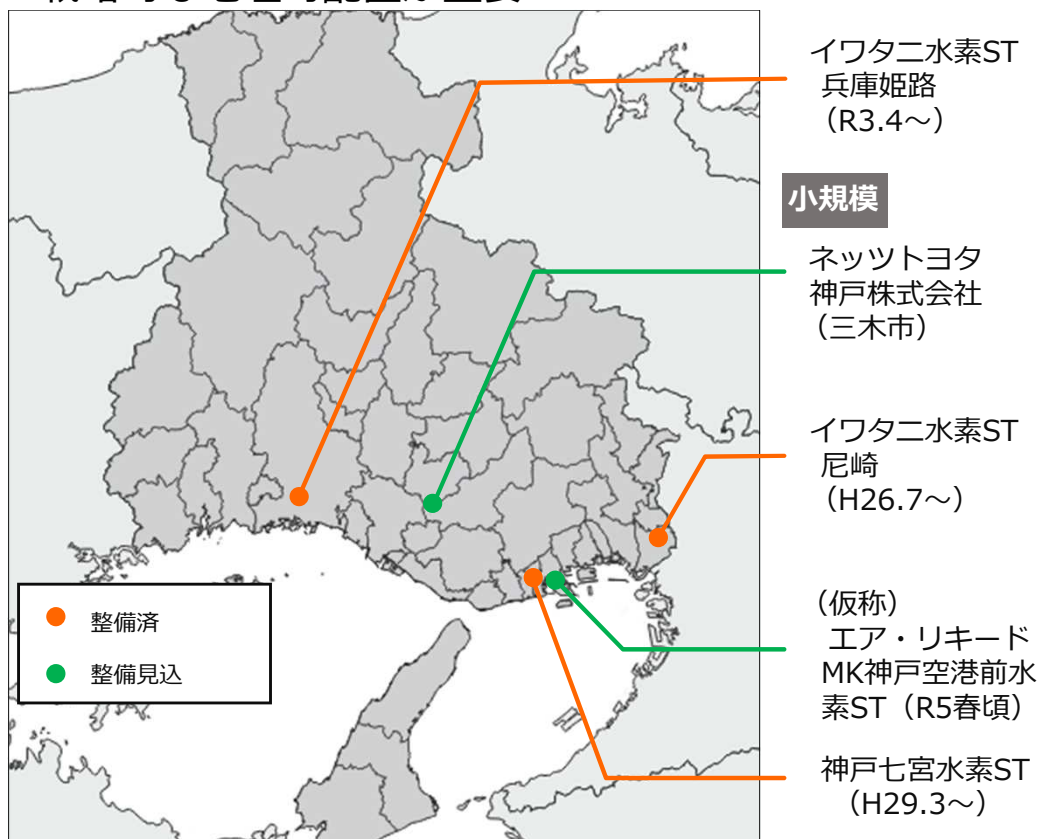 イワタニ水素ST
兵庫姫路
（R3.4～）
小規模
ネッツトヨタ
神戸株式会社
（三木市）
イワタニ水素ST
尼崎
（H26.7～）
（仮称）
エア・リキード
MK神戸空港前水
素ST（R5春頃）
神戸七宮水素ST
（H29.3～）
整備済
整備見込